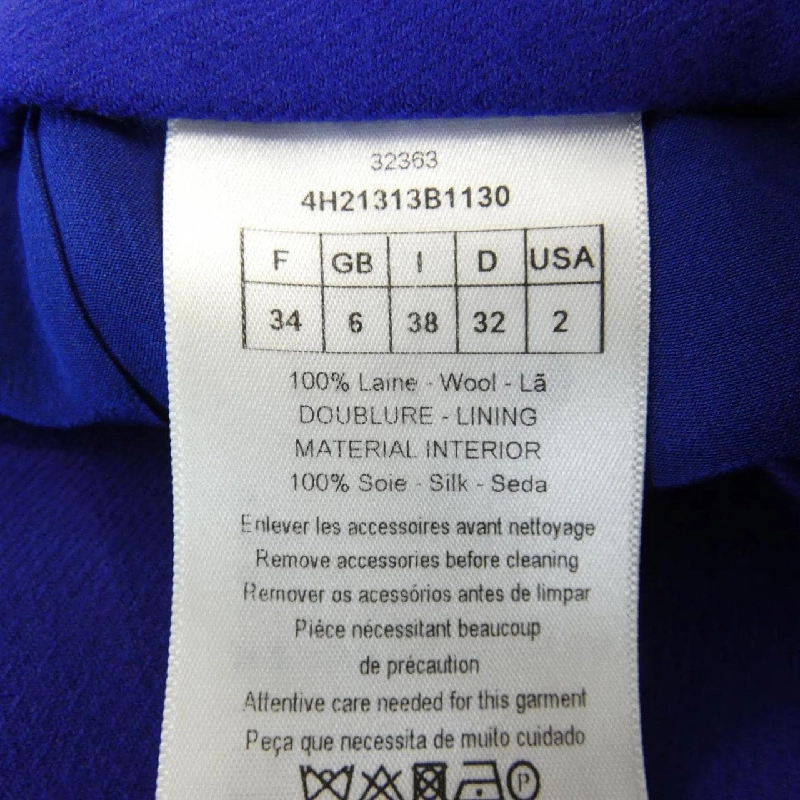 32363
4H21313B1130
F GB I D USA
34 6 38 32 2
100% Laine - Wool - Lã
DOUBLURE - LINING
MATERIAL INTERIOR
100% Soie - Silk - Seda
Enlever les accessoires avant nettoyage
Remove accessories before cleaning
Remover os acessórios antes de limpar
Pièce nécessitant beaucoup
de précaution
Attentive care needed for this garment
Peça que necessita de muito cuidado
P